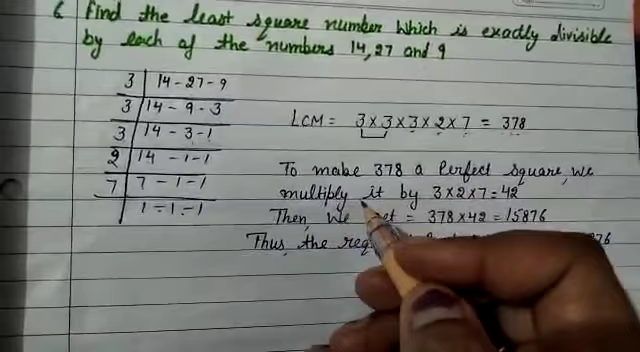 6 Find the least square number which is exactly divisible
by each of the numbers 14, 27 and 9
3 | 14 - 27 - 9
3 | 14 - 9 - 3
3 | 14 - 3 - 1
2 | 14 - 1 - 1
7 | 7 - 1 - 1
| 1 - 1 - 1
LCM = 3 × 3 × 3 × 2 × 7 = 378
To make 378 a perfect square, we
multiply it by 3 × 2 × 7 = 42
Then, we = 378 × 42 = 15876
Thus, the 76